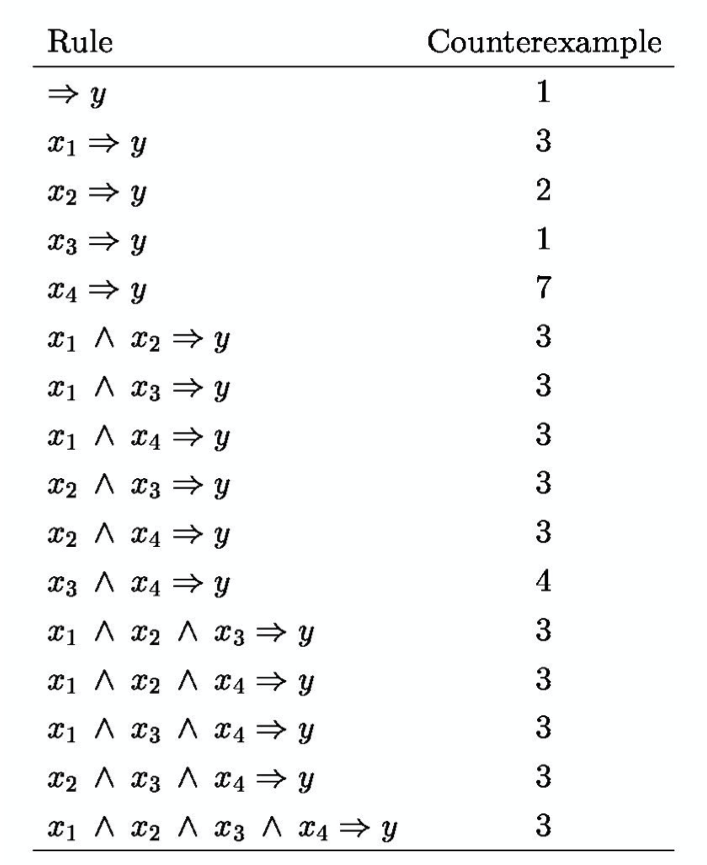 Rule Counterexample
⇒ y 1
x₁ ⇒ y 3
x₂ ⇒ y 2
x₃ ⇒ y 1
x₄ ⇒ y 7
x₁ ∧ x₂ ⇒ y 3
x₁ ∧ x₃ ⇒ y 3
x₁ ∧ x₄ ⇒ y 3
x₂ ∧ x₃ ⇒ y 3
x₂ ∧ x₄ ⇒ y 3
x₃ ∧ x₄ ⇒ y 4
x₁ ∧ x₂ ∧ x₃ ⇒ y 3
x₁ ∧ x₂ ∧ x₄ ⇒ y 3
x₁ ∧ x₃ ∧ x₄ ⇒ y 3
x₂ ∧ x₃ ∧ x₄ ⇒ y 3
x₁ ∧ x₂ ∧ x₃ ∧ x₄ ⇒ y 3